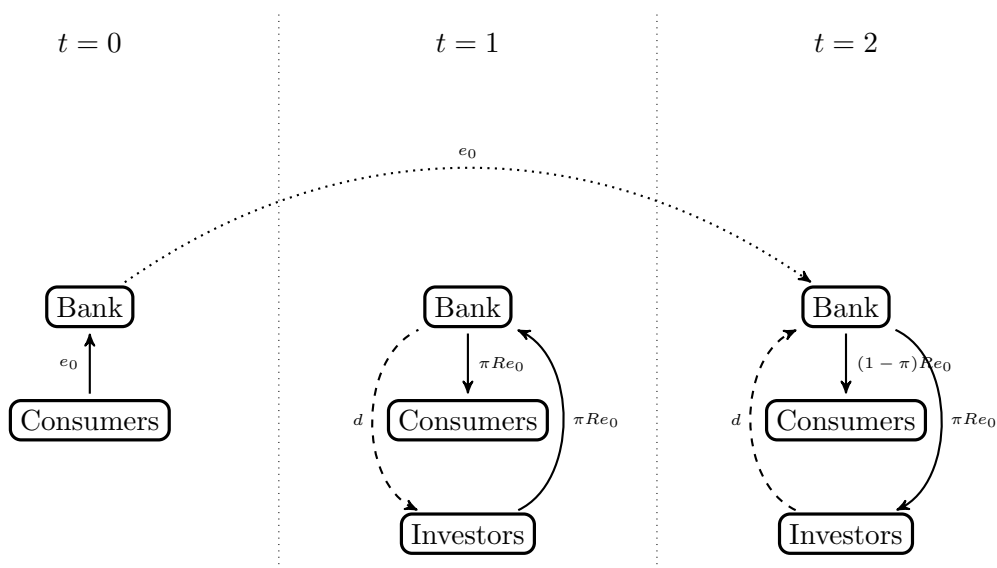 t = 0
t = 1
t = 2
e₀
Bank
Bank
Bank
e₀
πRe₀
(1 − π)Re₀
Consumers
d
Consumers
πRe₀
d
Consumers
πRe₀
Investors
Investors